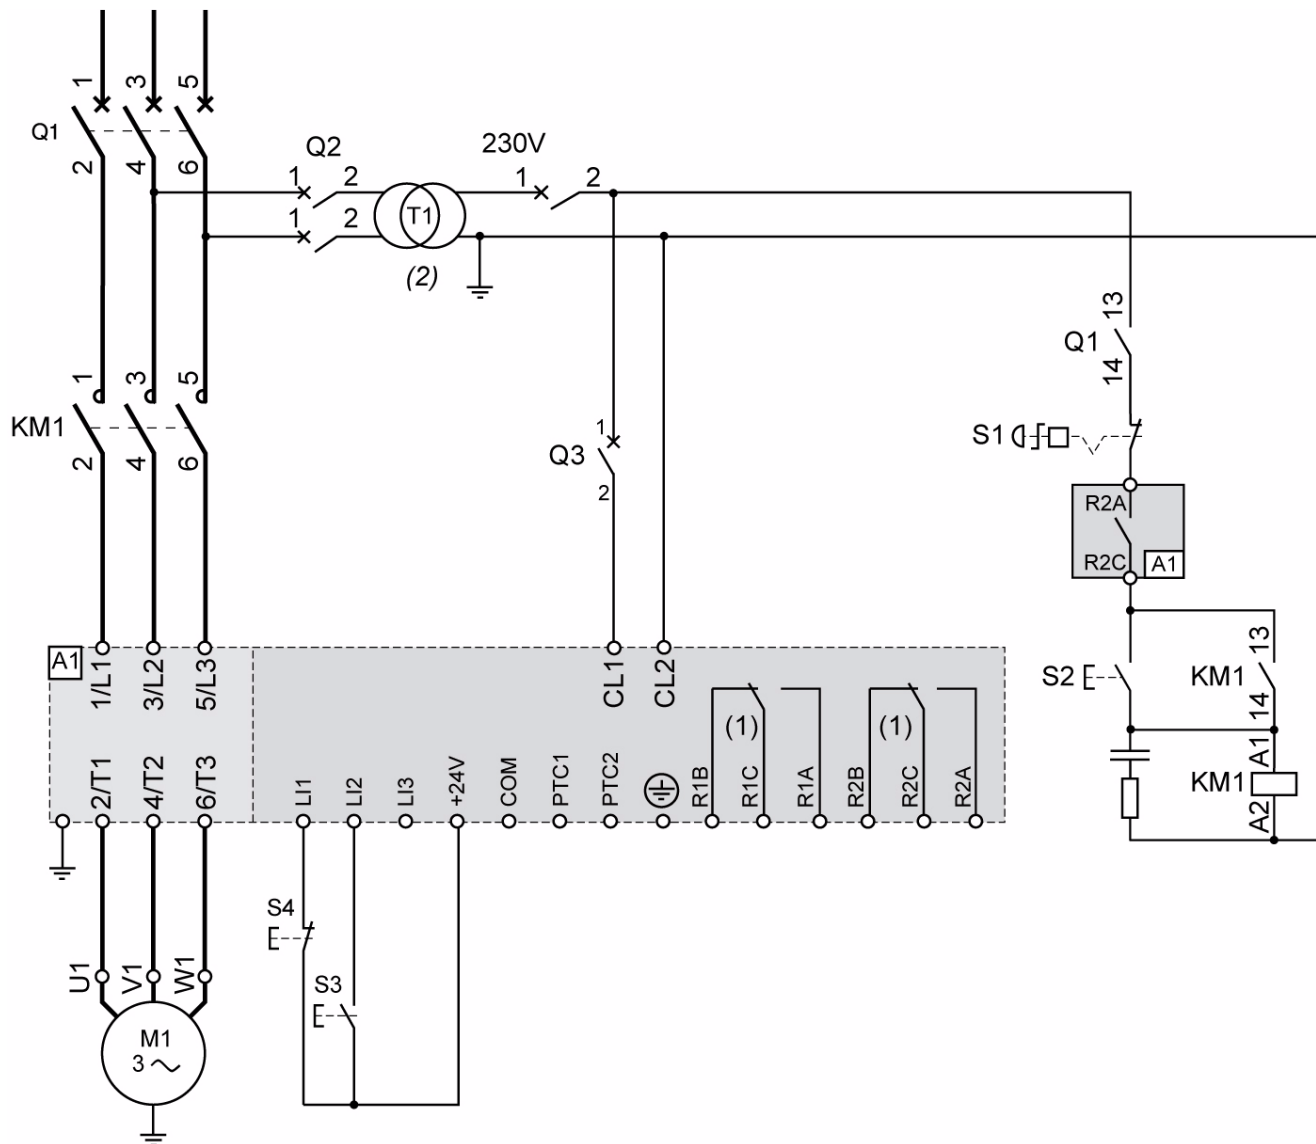 1
3
5
Q1
2
4
6
Q2
1
2
1
2
T1
(2)
230V
1
2
13
Q1
14
1
3
5
KM1
2
4
6
1
Q3
2
S1
R2A
R2C
A1
13
S2
KM1
14
A1
KM1
A2
A1
1/L1
3/L2
5/L3
CL1
CL2
(1)
(1)
2/T1
4/T2
6/T3
LI1
LI2
LI3
+24V
COM
PTC1
PTC2
R1B
R1C
R1A
R2B
R2C
R2A
S4
S3
U1
V1
W1
M1
3